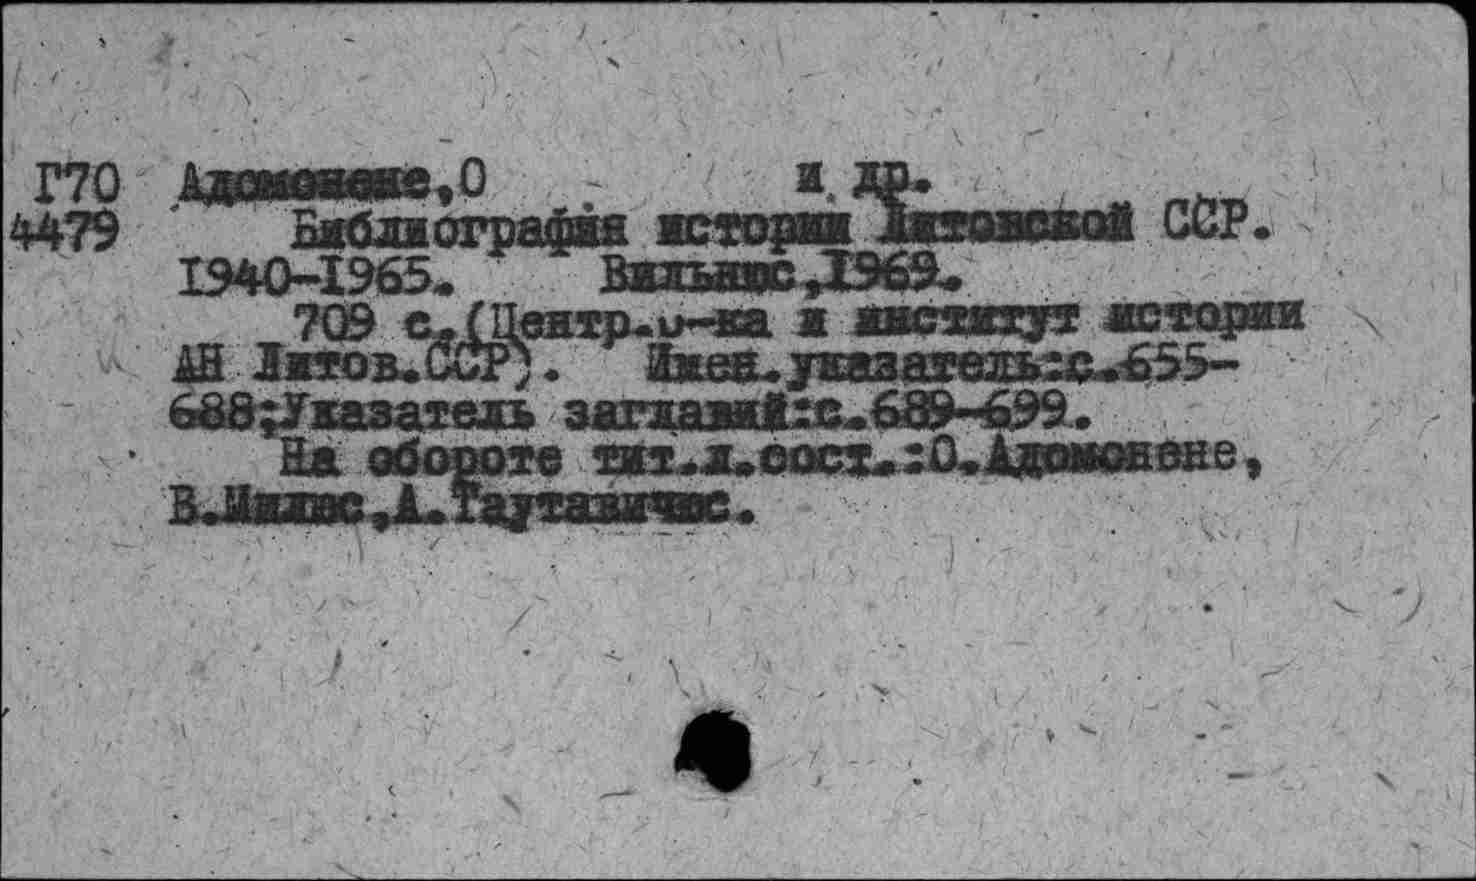 Г70 Адомонене,О и др.
4479 Библиография истории Литовской ССР.
1940-1965. Вильнюс,1969.
709 с.(Центр.б-ка и институт истории
АН Литов.ССР). Имен.указатель:с.655-
688;Указатель заглавий:с.689-699.
На обороте тит.л.сост.:О.Адомонене,
В.Милюс,А.Таутавичюс.